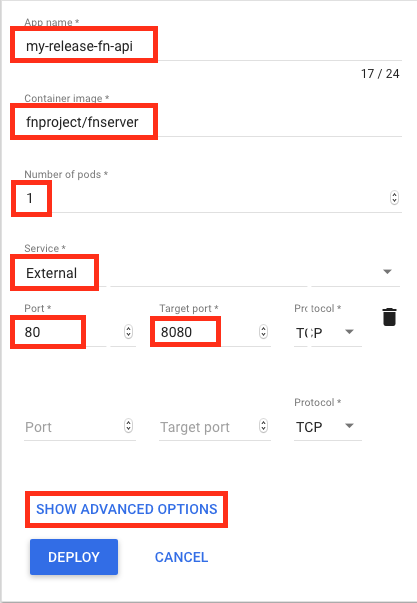 App name *
my-release-fn-api
17 / 24
Container image *
fnproject/fnserver
Number of pods *
1
Service *
External
Port * Target port * Protocol *
80 8080 TCP
Protocol *
Port Target port TCP
SHOW ADVANCED OPTIONS
DEPLOY CANCEL